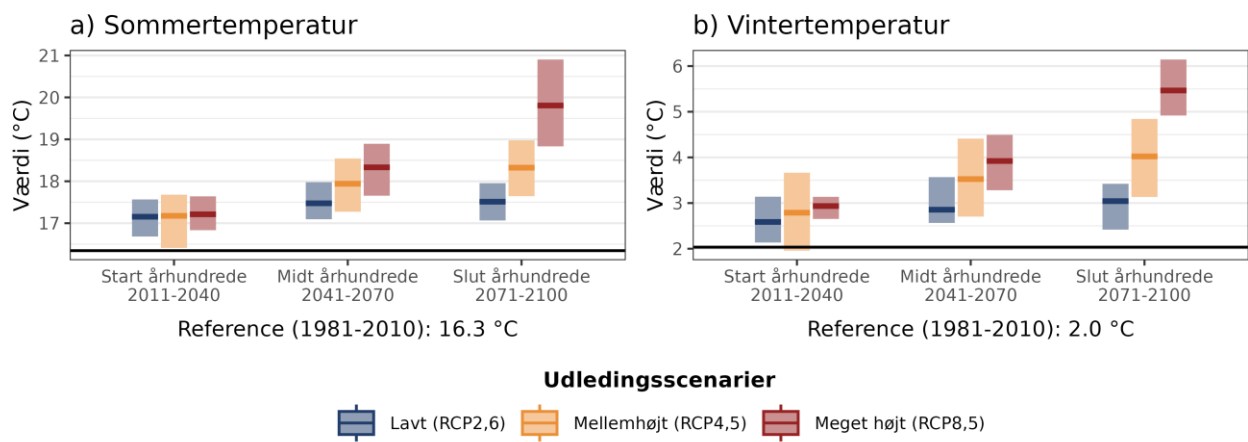 a) Sommertemperatur
Værdi (°C)
21
20
19
18
17
Start århundrede
2011-2040
Midt århundrede
2041-2070
Slut århundrede
2071-2100
Reference (1981-2010): 16.3 °C
b) Vintertemperatur
Værdi (°C)
6
5
4
3
2
Start århundrede
2011-2040
Midt århundrede
2041-2070
Slut århundrede
2071-2100
Reference (1981-2010): 2.0 °C
Udledingsscenarier
Lavt (RCP2,6)
Mellemhøjt (RCP4,5)
Meget højt (RCP8,5)